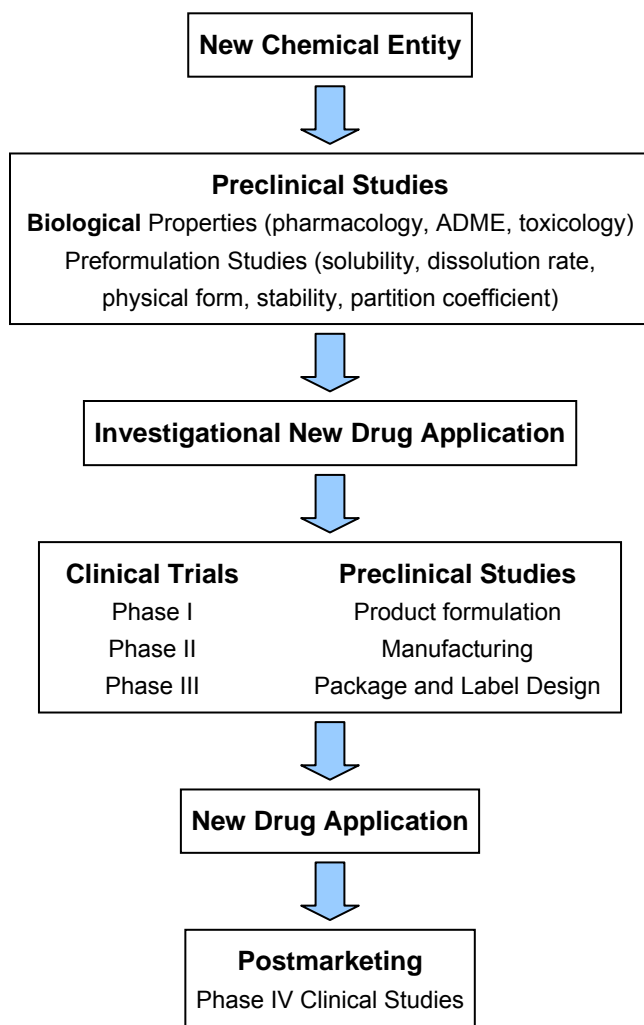 New Chemical Entity
Preclinical Studies
Biological Properties (pharmacology, ADME, toxicology)
Preformulation Studies (solubility, dissolution rate,
physical form, stability, partition coefficient)
Investigational New Drug Application
Clinical Trials
Phase I
Phase II
Phase III
Preclinical Studies
Product formulation
Manufacturing
Package and Label Design
New Drug Application
Postmarketing
Phase IV Clinical Studies